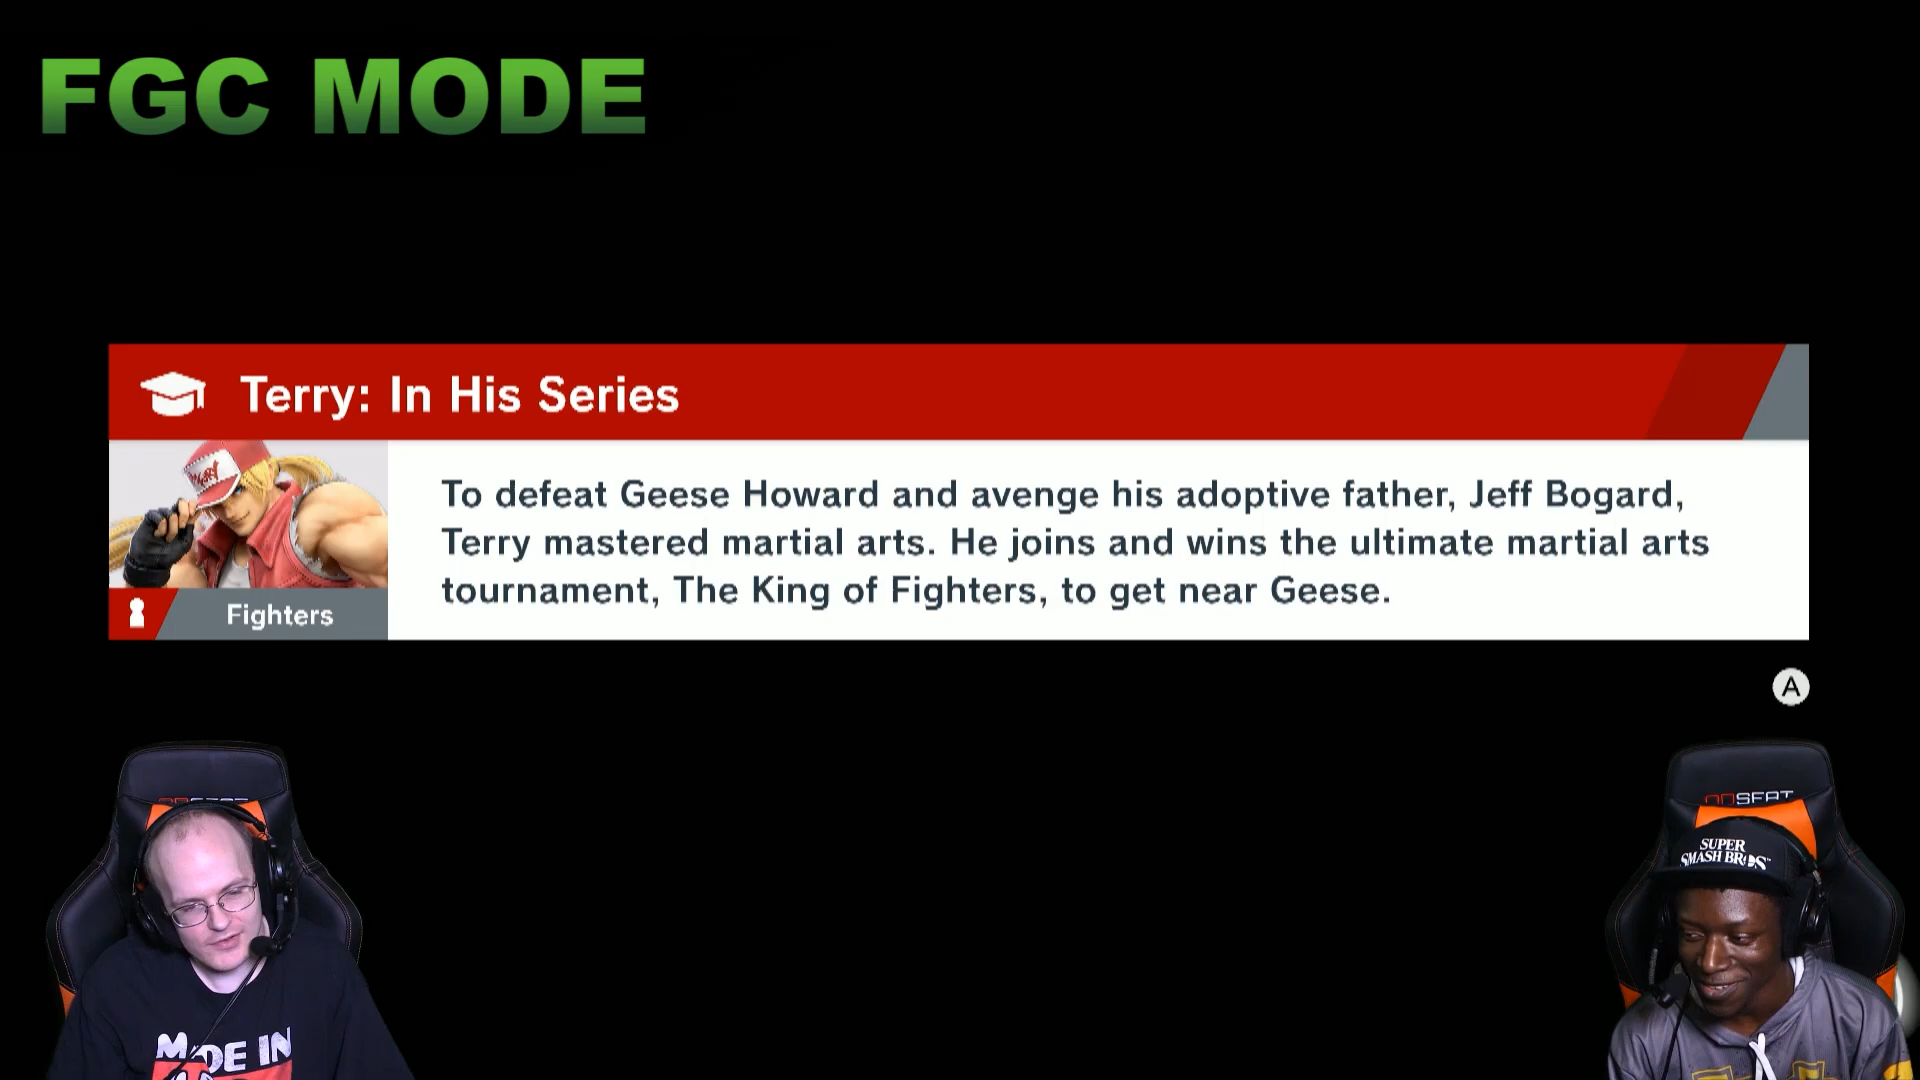 FGC MODE
Terry: In His Series
To defeat Geese Howard and avenge his adoptive father, Jeff Bogard,
Terry mastered martial arts. He joins and wins the ultimate martial arts
tournament, The King of Fighters, to get near Geese.
Fighters
A
SUPER
SMASH BROS
MADE IN